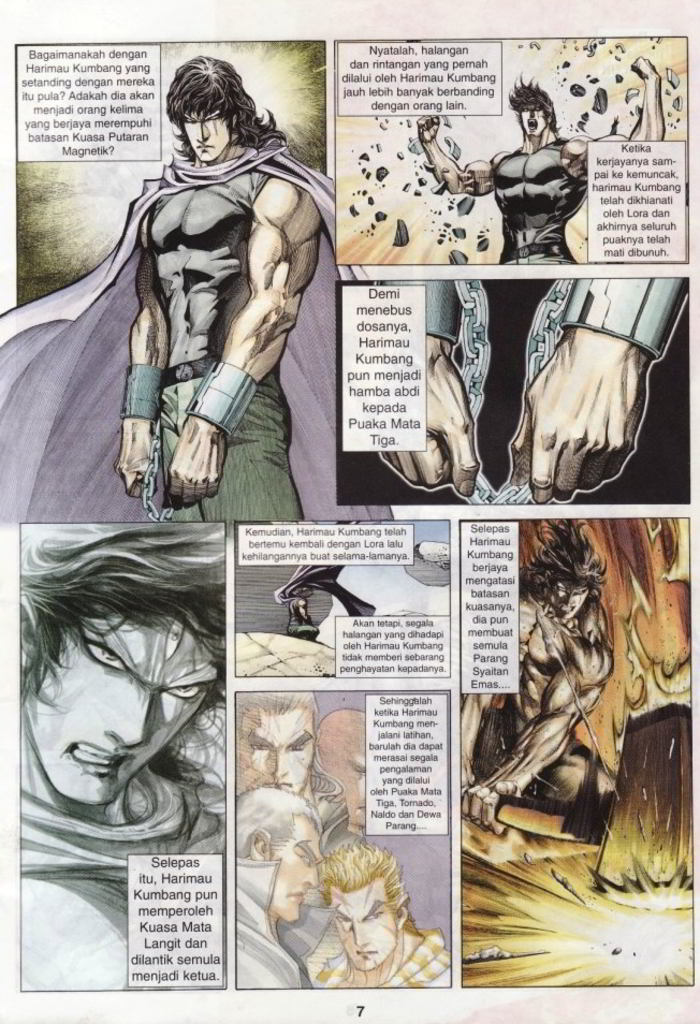 Bagaimanakah dengan
Harimau Kumbang yang
setanding dengan mereka
itu pula? Adakah dia akan
menjadi orang kelima
yang berjaya merempuhi
batasan Kuasa Putaran
Magnetik?
Nyatalah, halangan
dan rintangan yang pernah
dilalui oleh Harimau Kumbang
jauh lebih banyak berbanding
dengan orang lain.
Ketika
kerjayanya sam-
pai ke kemuncak,
harimau Kumbang
telah dikhianati
oleh Lora dan
akhirnya seluruh
puaknya telah
mati dibunuh.
Demi
menebus
dosanya,
Harimau
Kumbang
pun menjadi
hamba abdi
kepada
Puaka Mata
Tiga.
Selepas
itu, Harimau
Kumbang pun
memperoleh
Kuasa Mata
Langit dan
dilantik semula
menjadi ketua.
Kemudian, Harimau Kumbang telah
bertemu kembali dengan Lora lalu
kehilangannya buat selama-lamanya.
Akan tetapi, segala
halangan yang dihadapi
oleh Harimau Kumbang
tidak memberi sebarang
penghayatan kepadanya.
Sehinggalah
ketika Harimau
Kumbang men-
jalani latihan,
barulah dia dapat
merasai segala
pengalaman
yang dilalui
oleh Puaka Mata
Tiga, Tornado,
Naldo dan Dewa
Parang....
Selepas
Harimau
Kumbang
berjaya
mengatasi
batasan
kuasanya,
dia pun
membuat
semula
Parang
Syaitan
Emas....
7